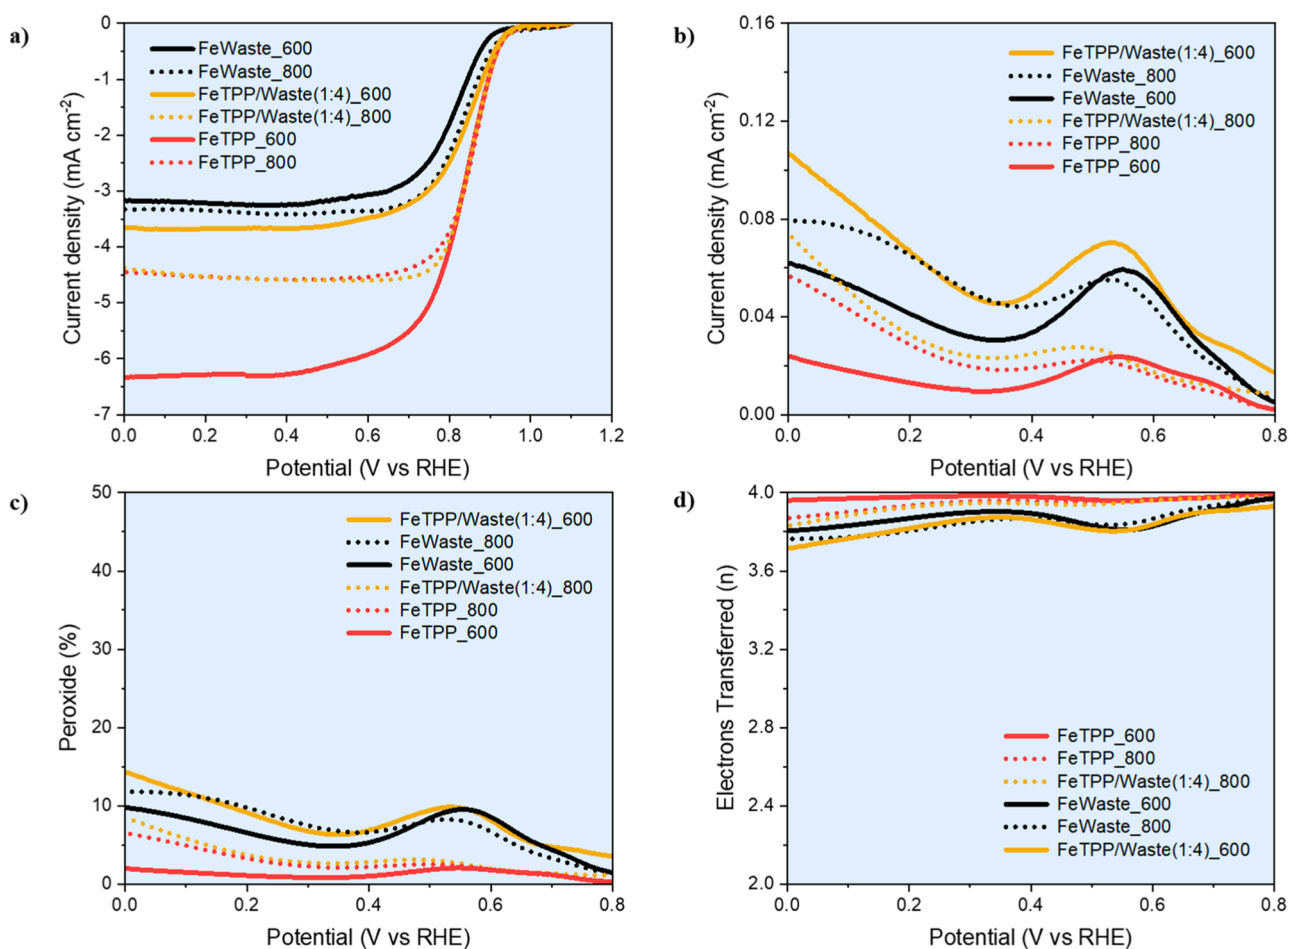 a)
Current density (mA cm-2)
0
-1
-2
-3
-4
-5
-6
-7
FeWaste_600
FeWaste_800
FeTPP/Waste(1:4)_600
FeTPP/Waste(1:4)_800
FeTPP_600
FeTPP_800
0.0 0.2 0.4 0.6 0.8 1.0 1.2
Potential (V vs RHE)
b)
Current density (mA cm-2)
0.16
0.12
0.08
0.04
0.00
FeTPP/Waste(1:4)_600
FeWaste_800
FeWaste_600
FeTPP/Waste(1:4)_800
FeTPP_800
FeTPP_600
0.0 0.2 0.4 0.6 0.8
Potential (V vs RHE)
c)
Peroxide (%)
50
40
30
20
10
0
FeTPP/Waste(1:4)_600
FeWaste_800
FeWaste_600
FeTPP/Waste(1:4)_800
FeTPP_800
FeTPP_600
0.0 0.2 0.4 0.6 0.8
Potential (V vs RHE)
d)
Electrons Transferred (n)
4.0
3.6
3.2
2.8
2.4
2.0
FeTPP_600
FeTPP_800
FeTPP/Waste(1:4)_800
FeWaste_600
FeWaste_800
FeTPP/Waste(1:4)_600
0.0 0.2 0.4 0.6 0.8
Potential (V vs RHE)